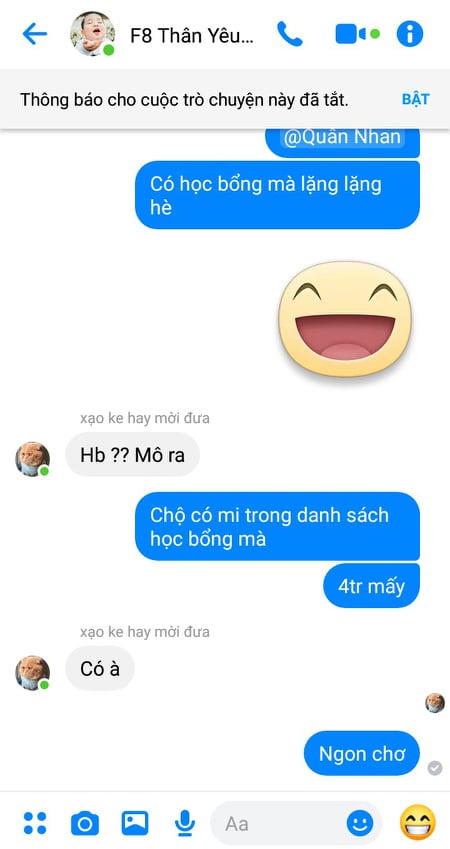 F8 Thân Yêu...
Thông báo cho cuộc trò chuyện này đã tắt.
BẬT
@Quân Nhan
Có học bổng mà lặng lặng
hè
xạo ke hay mời đưa
Hb ?? Mô ra
Chộ có mi trong danh sách
học bổng mà
4tr mấy
xạo ke hay mời đưa
Có à
Ngon chơ
Aa